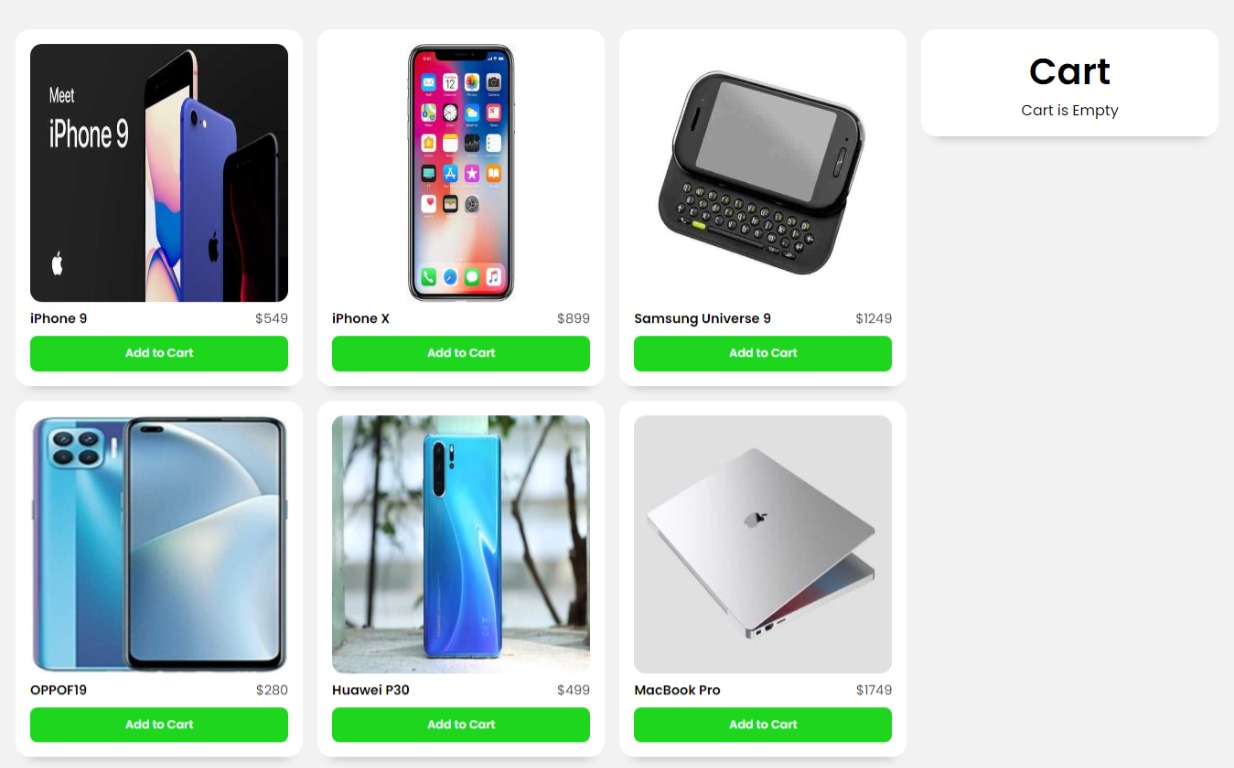 Meet
iPhone 9
iPhone 9 $549
Add to Cart
iPhone X $899
Add to Cart
Samsung Universe 9 $1249
Add to Cart
Cart
Cart is Empty
OPPOF19 $280
Add to Cart
Huawei P30 $499
Add to Cart
MacBook Pro $1749
Add to Cart